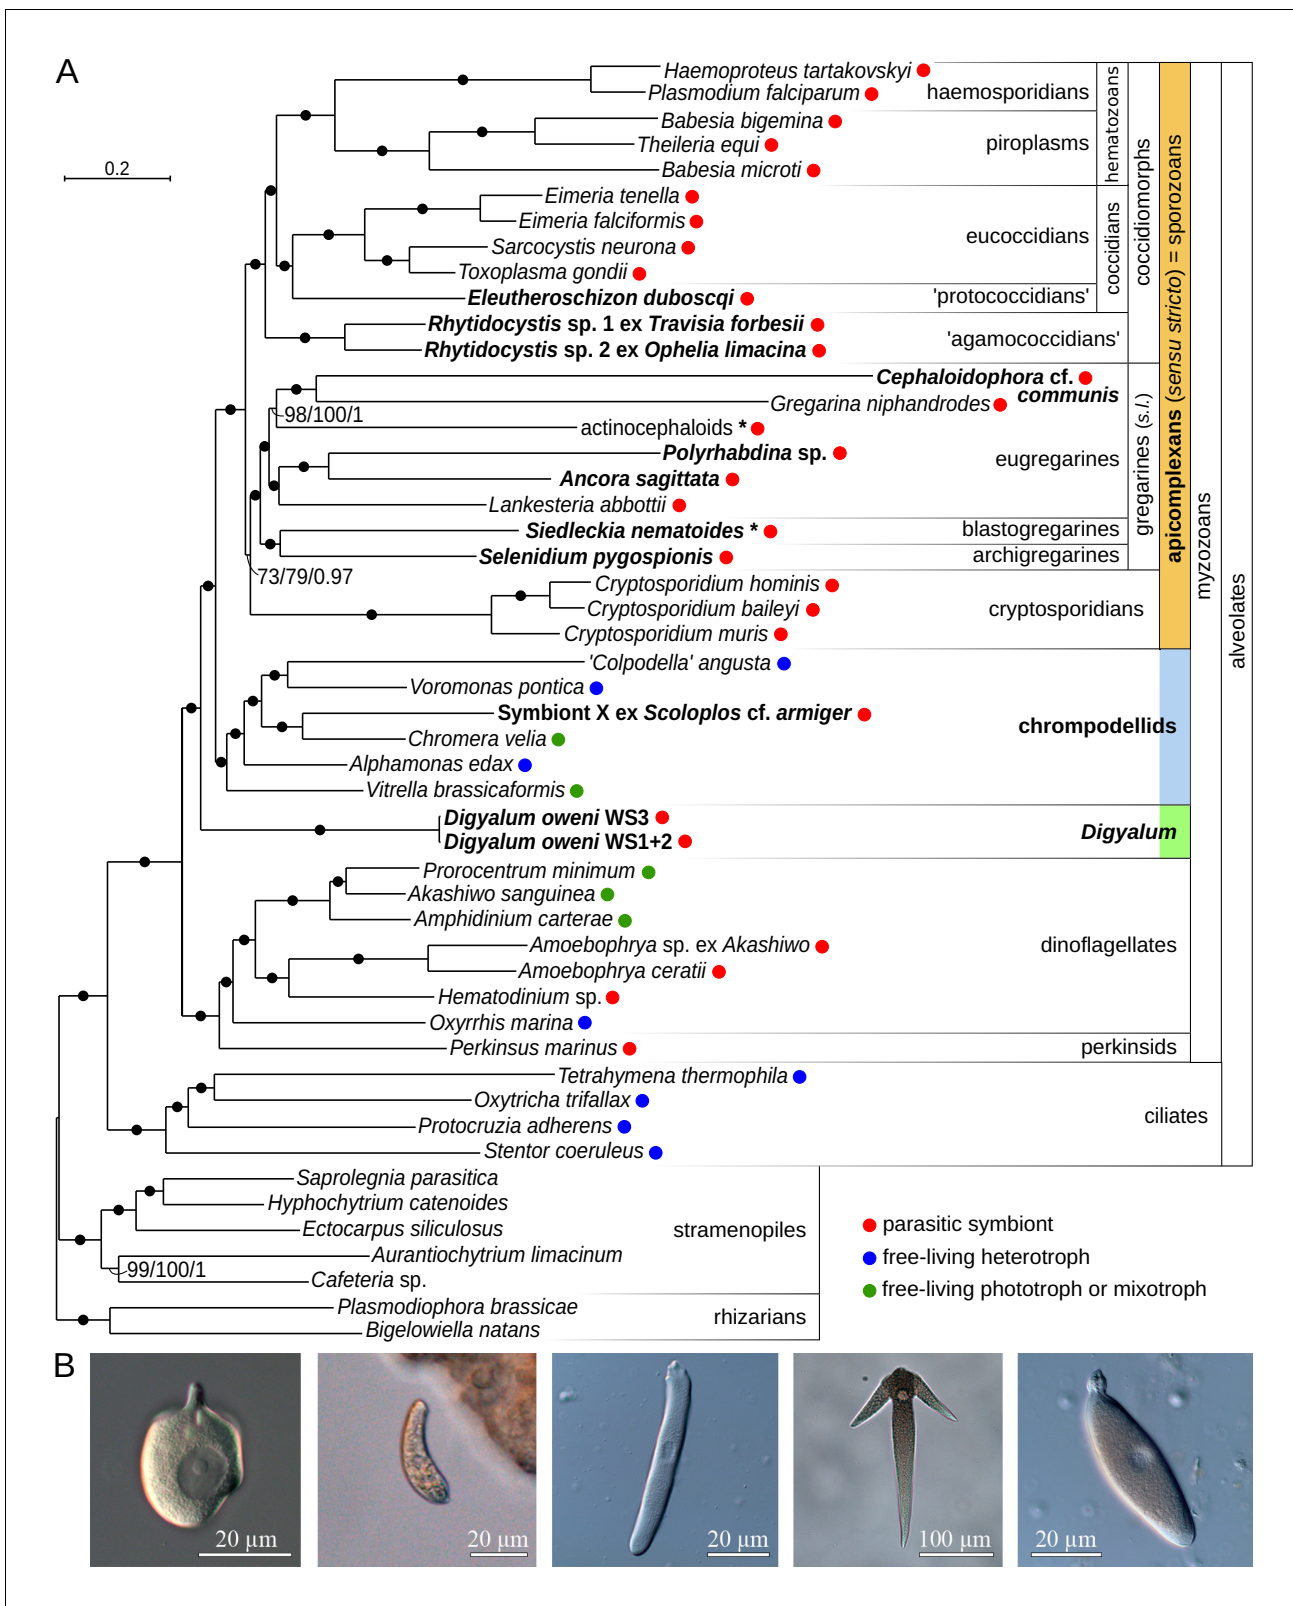 A
0.2
Haemoproteus tartakovskyi
Plasmodium falciparum
haemosporidians
Babesia bigemina
Theileria equi
Babesia microti
piroplasms
hematozoans
Eimeria tenella
Eimeria falciformis
Sarcocystis neurona
Toxoplasma gondii
eucoccidians
Eleutheroschizon duboscqi
'protococcidians'
coccidians
Rhytidocystis sp. 1 ex Travisia forbesii
Rhytidocystis sp. 2 ex Ophelia limacina
'agamococcidians'
coccidiomorphs
Cephaloidophora cf.
communis
Gregarina niphandrodes
98/100/1
actinocephaloids *
Polyrhabdina sp.
Ancora sagittata
Lankesteria abbottii
eugregarines
Siedleckia nematoides *
blastogregarines
Selenidium pygospionis
archigregarines
gregarines (s.l.)
73/79/0.97
Cryptosporidium hominis
Cryptosporidium baileyi
Cryptosporidium muris
cryptosporidians
apicomplexans (sensu stricto) = sporozoans
'Colpodella' angusta
Voromonas pontica
Symbiont X ex Scoloplos cf. armiger
Chromera velia
Alphamonas edax
Vitrella brassicaformis
chrompodellids
Digyalum oweni WS3
Digyalum oweni WS1+2
Digyalum
Prorocentrum minimum
Akashiwo sanguinea
Amphidinium carterae
Amoebophrya sp. ex Akashiwo
Amoebophrya ceratii
Hematodinium sp.
Oxyrrhis marina
dinoflagellates
Perkinsus marinus
perkinsids
myzozoans
Tetrahymena thermophila
Oxytricha trifallax
Protocruzia adherens
Stentor coeruleus
ciliates
alveolates
Saprolegnia parasitica
Hyphochytrium catenoides
Ectocarpus siliculosus
Aurantiochytrium limacinum
99/100/1
Cafeteria sp.
stramenopiles
Plasmodiophora brassicae
Bigelowiella natans
rhizarians
parasitic symbiont
free-living heterotroph
free-living phototroph or mixotroph
B
20 µm
20 µm
20 µm
100 µm
20 µm